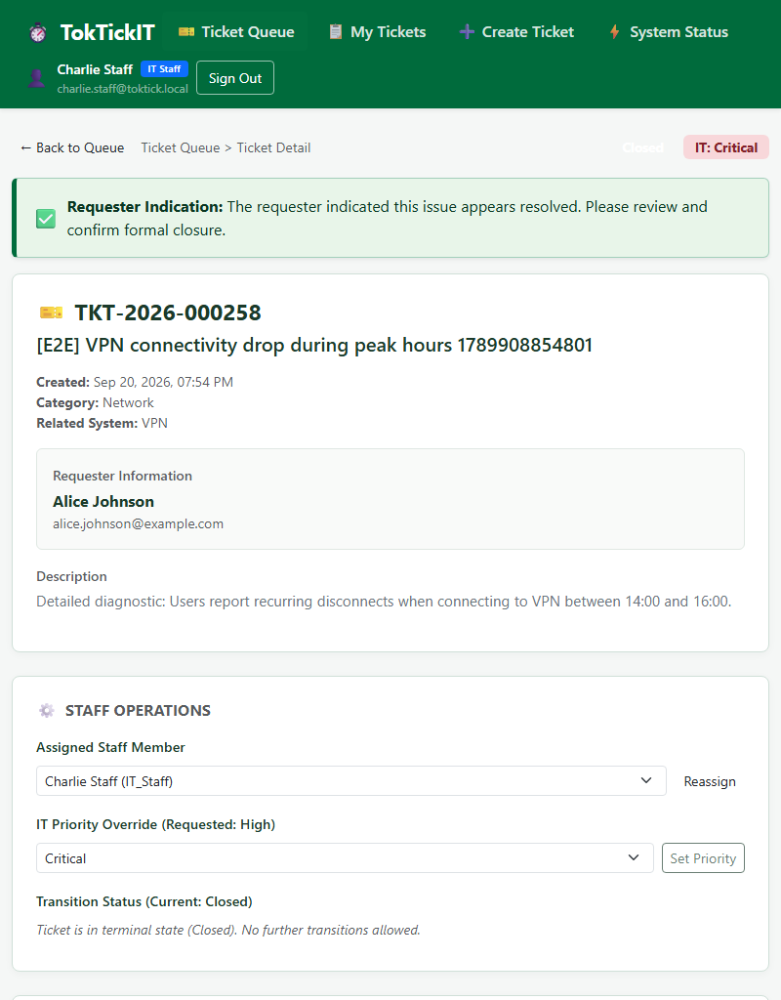 TokTickIT
Ticket Queue
My Tickets
Create Ticket
System Status
Charlie Staff
IT Staff
charlie.staff@toktick.local
Sign Out
← Back to Queue
Ticket Queue > Ticket Detail
Closed
IT: Critical
Requester Indication: The requester indicated this issue appears resolved. Please review and
confirm formal closure.
TKT-2026-000258
[E2E] VPN connectivity drop during peak hours 1789908854801
Created: Sep 20, 2026, 07:54 PM
Category: Network
Related System: VPN
Requester Information
Alice Johnson
alice.johnson@example.com
Description
Detailed diagnostic: Users report recurring disconnects when connecting to VPN between 14:00 and 16:00.
STAFF OPERATIONS
Assigned Staff Member
Charlie Staff (IT_Staff)
Reassign
IT Priority Override (Requested: High)
Critical
Set Priority
Transition Status (Current: Closed)
Ticket is in terminal state (Closed). No further transitions allowed.